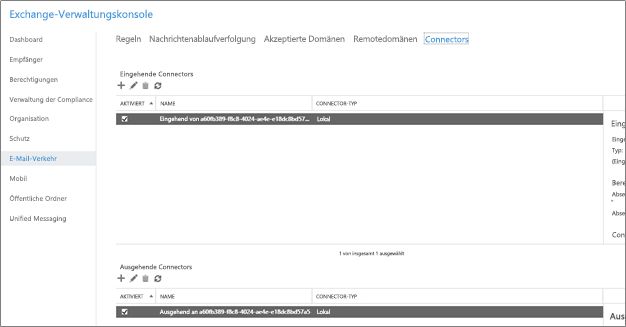 Exchange-Verwaltungskonsole
Dashboard
Empfänger
Berechtigungen
Verwaltung der Compliance
Organisation
Schutz
E-Mail-Verkehr
Mobil
Öffentliche Ordner
Unified Messaging
Regeln Nachrichtenablaufverfolgung Akzeptierte Domänen Remotedomänen Connectors
Eingehende Connectors
AKTIVIERT NAME CONNECTOR-TYP
Eingehend von a60fb389-f8c8-4024-ae4e-e18dc8bd57... Lokal
1 von insgesamt 1 ausgewählt
Ausgehende Connectors
AKTIVIERT NAME CONNECTOR-TYP
Ausgehend an a60fb389-f8c8-4024-ae4e-e18dc8bd57a5 Lokal
Eing
Einge
Typ:
(Eing
Bere
Abse
Abse
Con
Aus